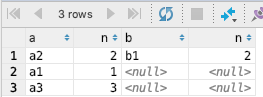 3 rows
a n b n
1 a2 2 b1 2
2 a1 1 <null> <null>
3 a3 3 <null> <null>